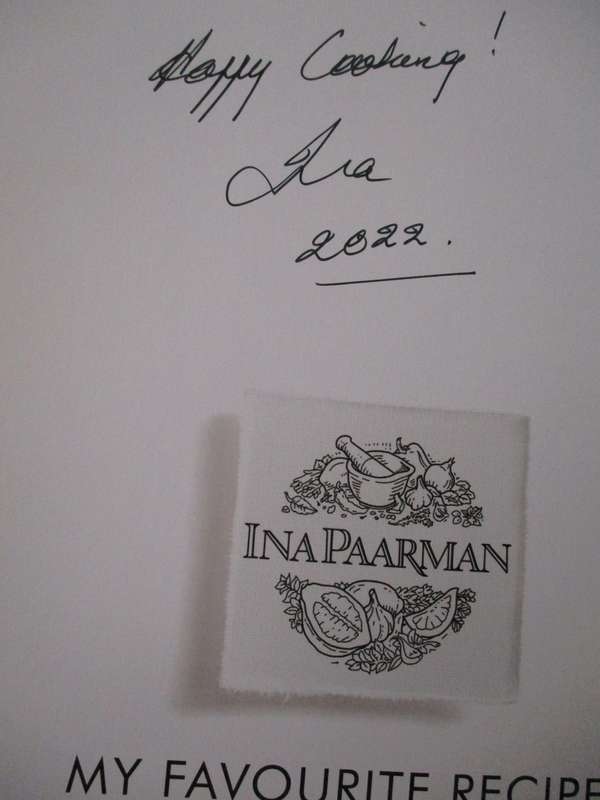 Happy Cooking!
Ina
2022.
INA PAARMAN
MY FAVOURITE RECIPE